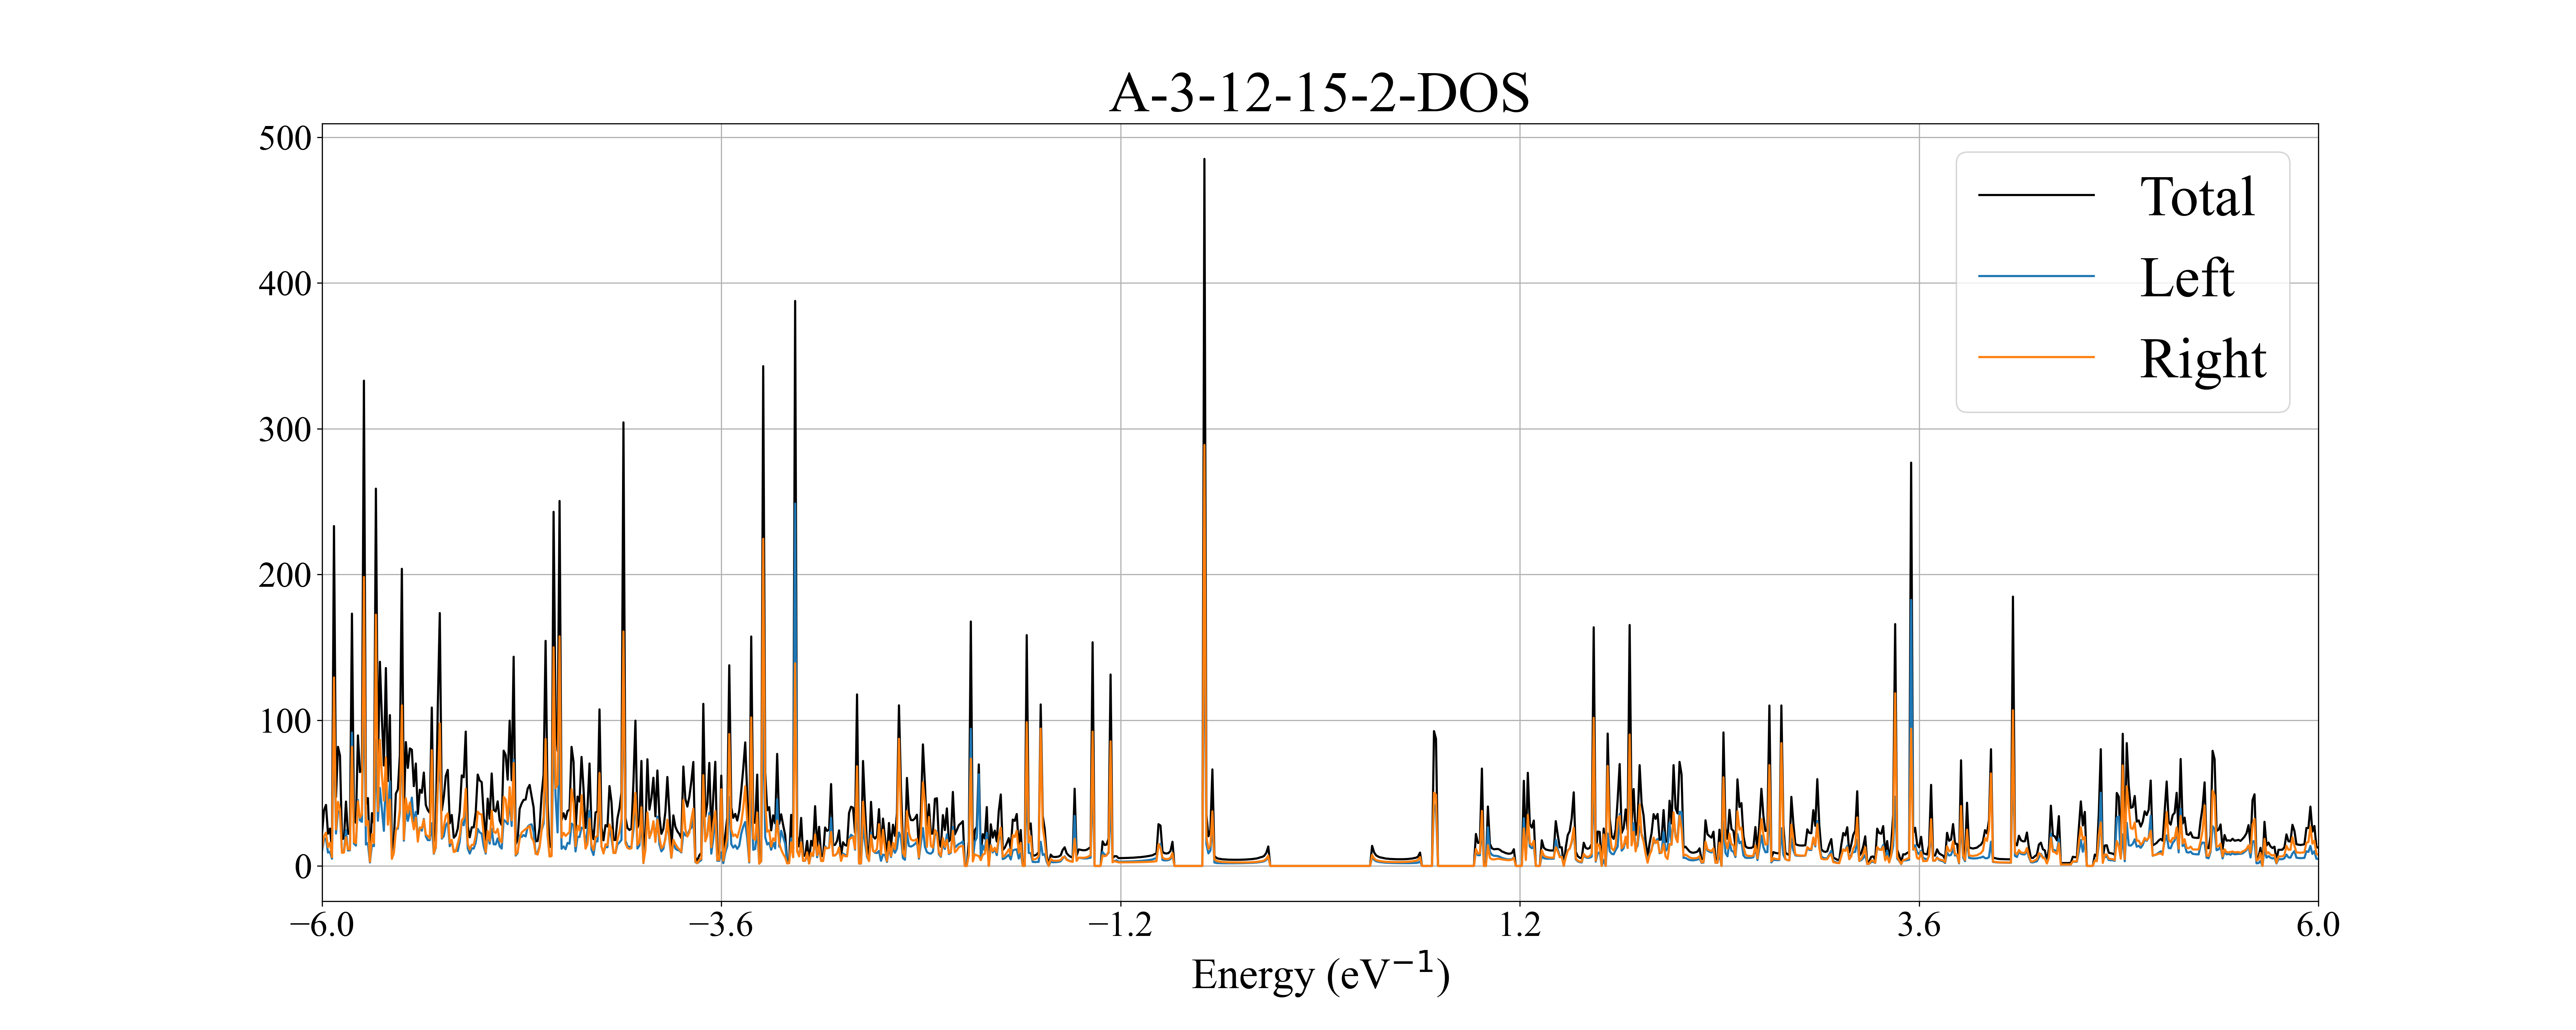 A-3-12-15-2-DOS
500
400
300
200
100
0
Total
Left
Right
−6.0 −3.6 −1.2 1.2 3.6 6.0
Energy (eV⁻¹)